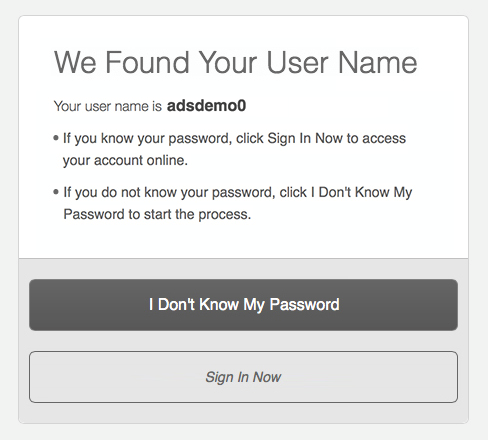 We Found Your User Name
Your user name is adsdemo0
• If you know your password, click Sign In Now to access
your account online.
• If you do not know your password, click I Don't Know My
Password to start the process.
I Don't Know My Password
Sign In Now